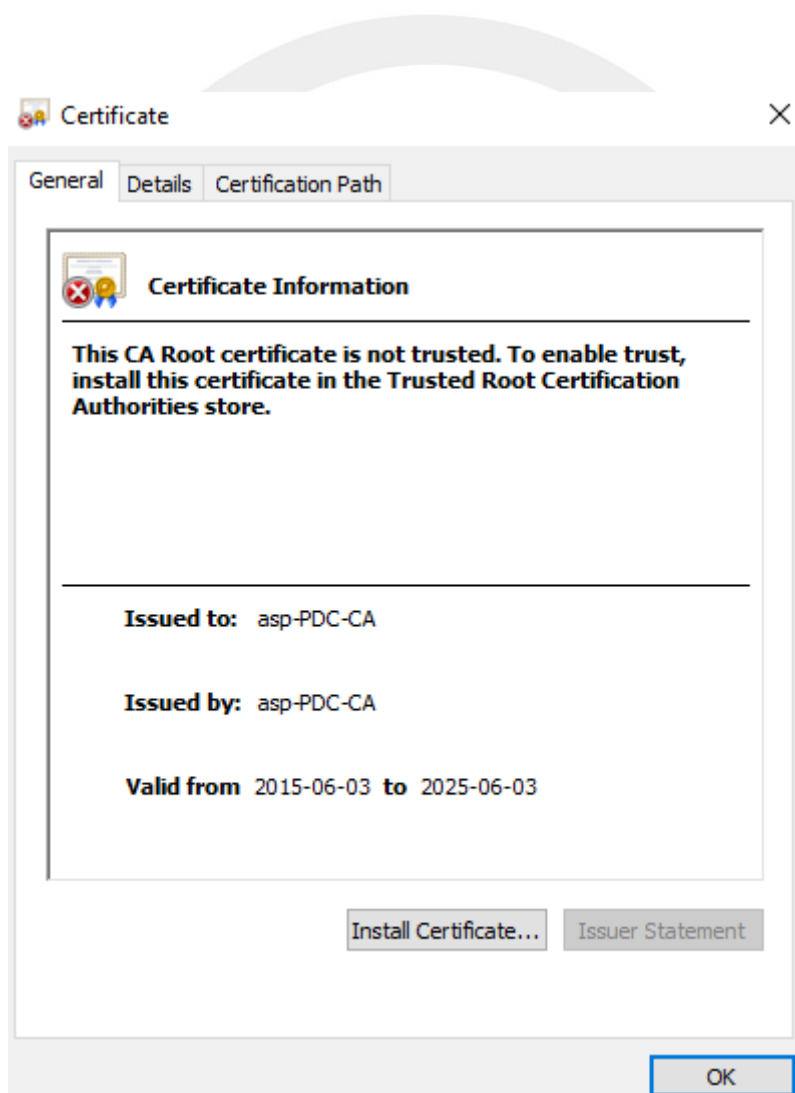 Certificate
General Details Certification Path
Certificate Information
This CA Root certificate is not trusted. To enable trust,
install this certificate in the Trusted Root Certification
Authorities store.
Issued to: asp-PDC-CA
Issued by: asp-PDC-CA
Valid from 2015-06-03 to 2025-06-03
Install Certificate... Issuer Statement
OK